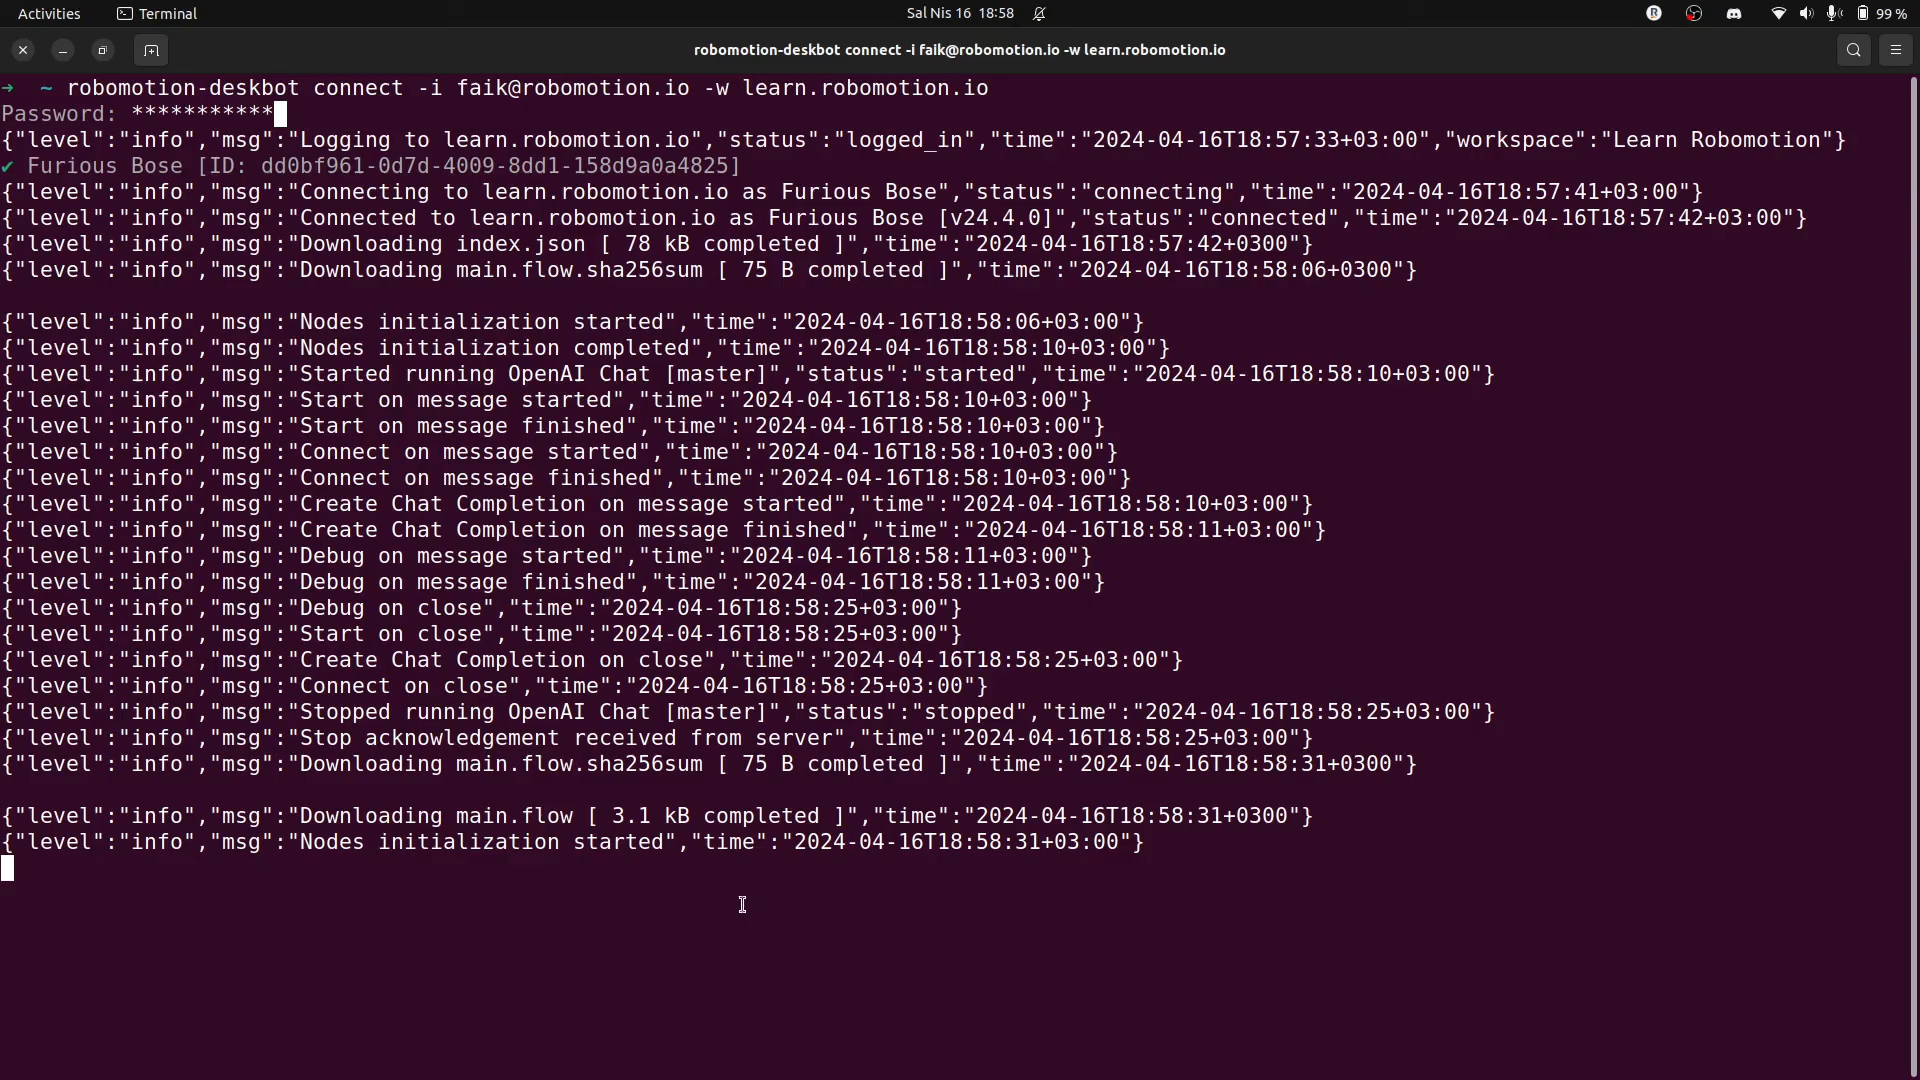 Activities Terminal Sal Nis 16 18:58 99 %
robomotion-deskbot connect -i faik@robomotion.io -w learn.robomotion.io
➜ ~ robomotion-deskbot connect -i faik@robomotion.io -w learn.robomotion.io
Password: ***********
{"level":"info","msg":"Logging to learn.robomotion.io","status":"logged_in","time":"2024-04-16T18:57:33+03:00","workspace":"Learn Robomotion"}
✔ Furious Bose [ID: dd0bf961-0d7d-4009-8dd1-158d9a0a4825]
{"level":"info","msg":"Connecting to learn.robomotion.io as Furious Bose","status":"connecting","time":"2024-04-16T18:57:41+03:00"}
{"level":"info","msg":"Connected to learn.robomotion.io as Furious Bose [v24.4.0]","status":"connected","time":"2024-04-16T18:57:42+03:00"}
{"level":"info","msg":"Downloading index.json [ 78 kB completed ]","time":"2024-04-16T18:57:42+0300"}
{"level":"info","msg":"Downloading main.flow.sha256sum [ 75 B completed ]","time":"2024-04-16T18:58:06+0300"}
{"level":"info","msg":"Nodes initialization started","time":"2024-04-16T18:58:06+03:00"}
{"level":"info","msg":"Nodes initialization completed","time":"2024-04-16T18:58:10+03:00"}
{"level":"info","msg":"Started running OpenAI Chat [master]","status":"started","time":"2024-04-16T18:58:10+03:00"}
{"level":"info","msg":"Start on message started","time":"2024-04-16T18:58:10+03:00"}
{"level":"info","msg":"Start on message finished","time":"2024-04-16T18:58:10+03:00"}
{"level":"info","msg":"Connect on message started","time":"2024-04-16T18:58:10+03:00"}
{"level":"info","msg":"Connect on message finished","time":"2024-04-16T18:58:10+03:00"}
{"level":"info","msg":"Create Chat Completion on message started","time":"2024-04-16T18:58:10+03:00"}
{"level":"info","msg":"Create Chat Completion on message finished","time":"2024-04-16T18:58:11+03:00"}
{"level":"info","msg":"Debug on message started","time":"2024-04-16T18:58:11+03:00"}
{"level":"info","msg":"Debug on message finished","time":"2024-04-16T18:58:11+03:00"}
{"level":"info","msg":"Debug on close","time":"2024-04-16T18:58:25+03:00"}
{"level":"info","msg":"Start on close","time":"2024-04-16T18:58:25+03:00"}
{"level":"info","msg":"Create Chat Completion on close","time":"2024-04-16T18:58:25+03:00"}
{"level":"info","msg":"Connect on close","time":"2024-04-16T18:58:25+03:00"}
{"level":"info","msg":"Stopped running OpenAI Chat [master]","status":"stopped","time":"2024-04-16T18:58:25+03:00"}
{"level":"info","msg":"Stop acknowledgement received from server","time":"2024-04-16T18:58:25+03:00"}
{"level":"info","msg":"Downloading main.flow.sha256sum [ 75 B completed ]","time":"2024-04-16T18:58:31+0300"}
{"level":"info","msg":"Downloading main.flow [ 3.1 kB completed ]","time":"2024-04-16T18:58:31+0300"}
{"level":"info","msg":"Nodes initialization started","time":"2024-04-16T18:58:31+03:00"}